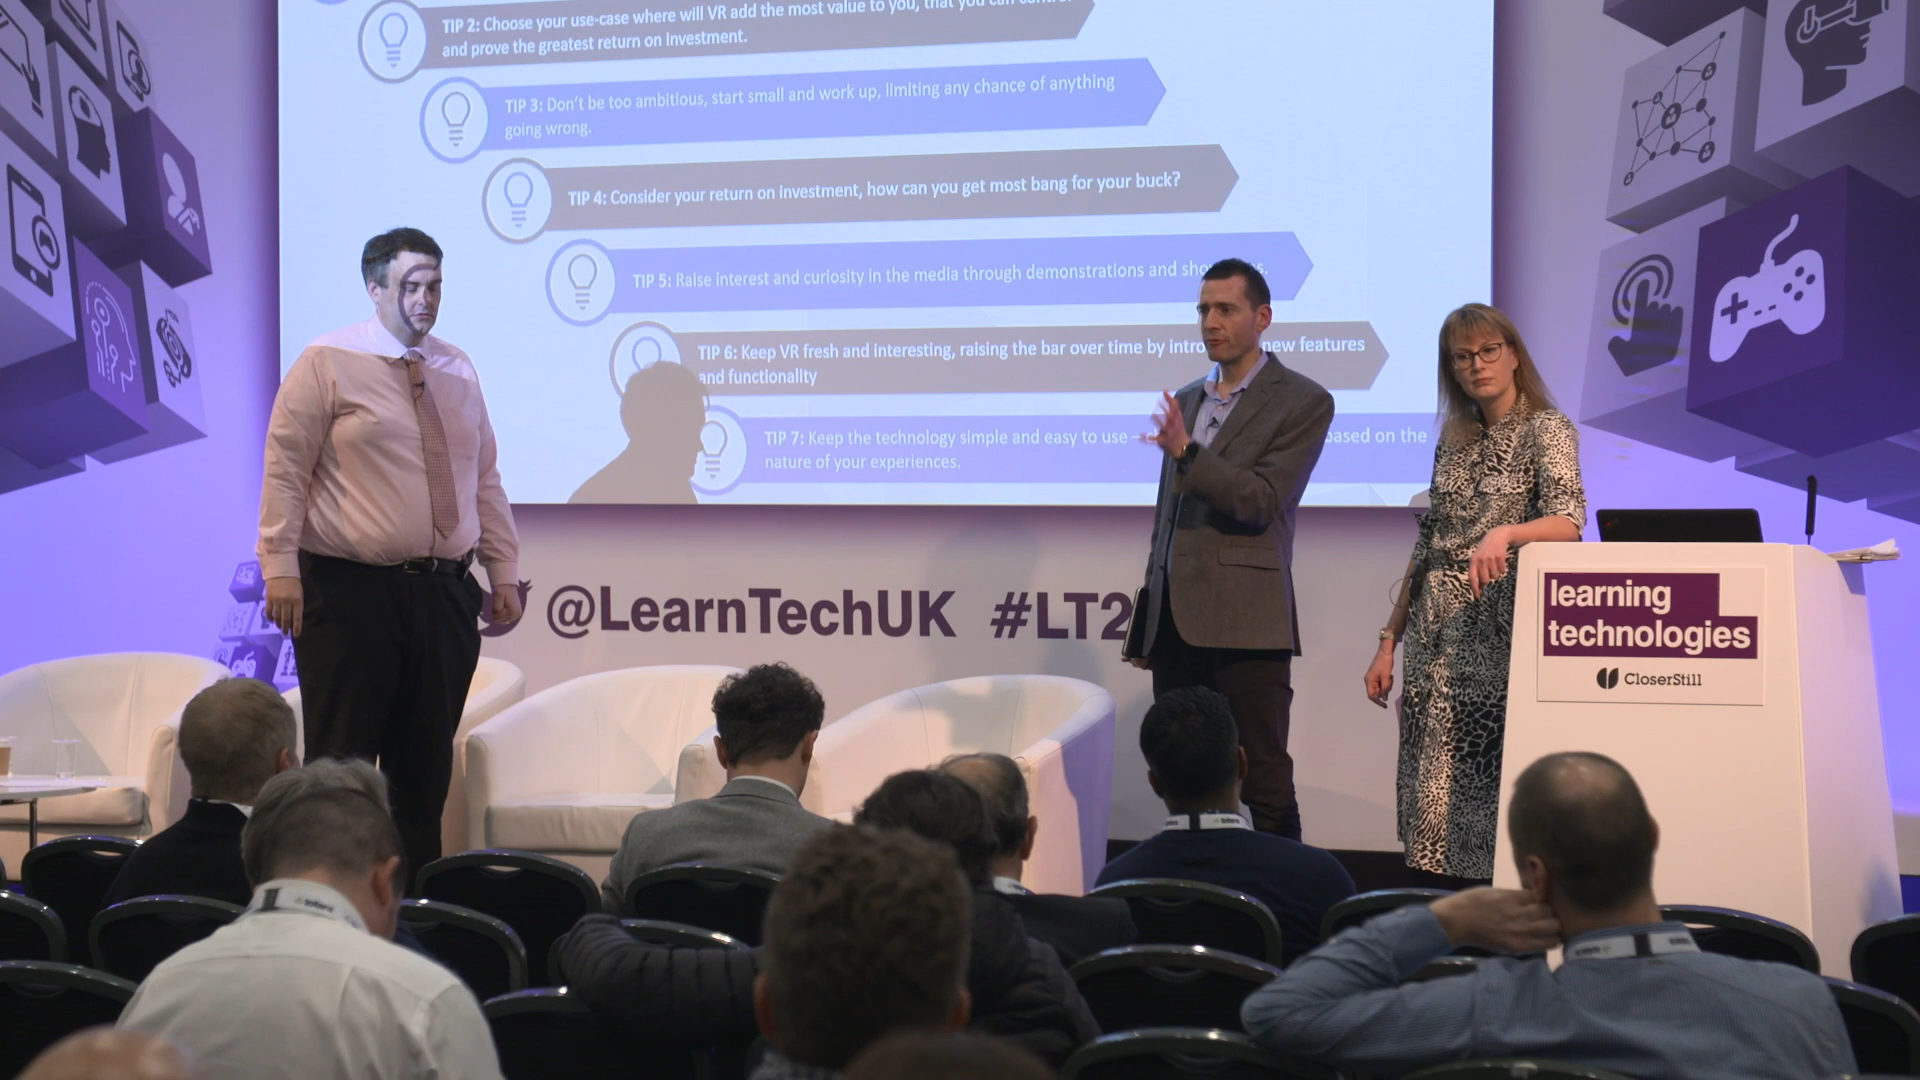 TIP 2: Choose your use-case where will VR add the most value to you, that you can
and prove the greatest return on investment.
TIP 3: Don't be too ambitious, start small and work up, limiting any chance of anything
going wrong.
TIP 4: Consider your return on investment, how can you get most bang for your buck?
TIP 5: Raise interest and curiosity in the media through demonstrations and
TIP 6: Keep VR fresh and interesting, raising the bar over time by new features
and functionality
TIP 7: Keep the technology simple and easy to use – based on the
nature of your experiences.
@LearnTechUK #LT2
learning
technologies
CloserStill